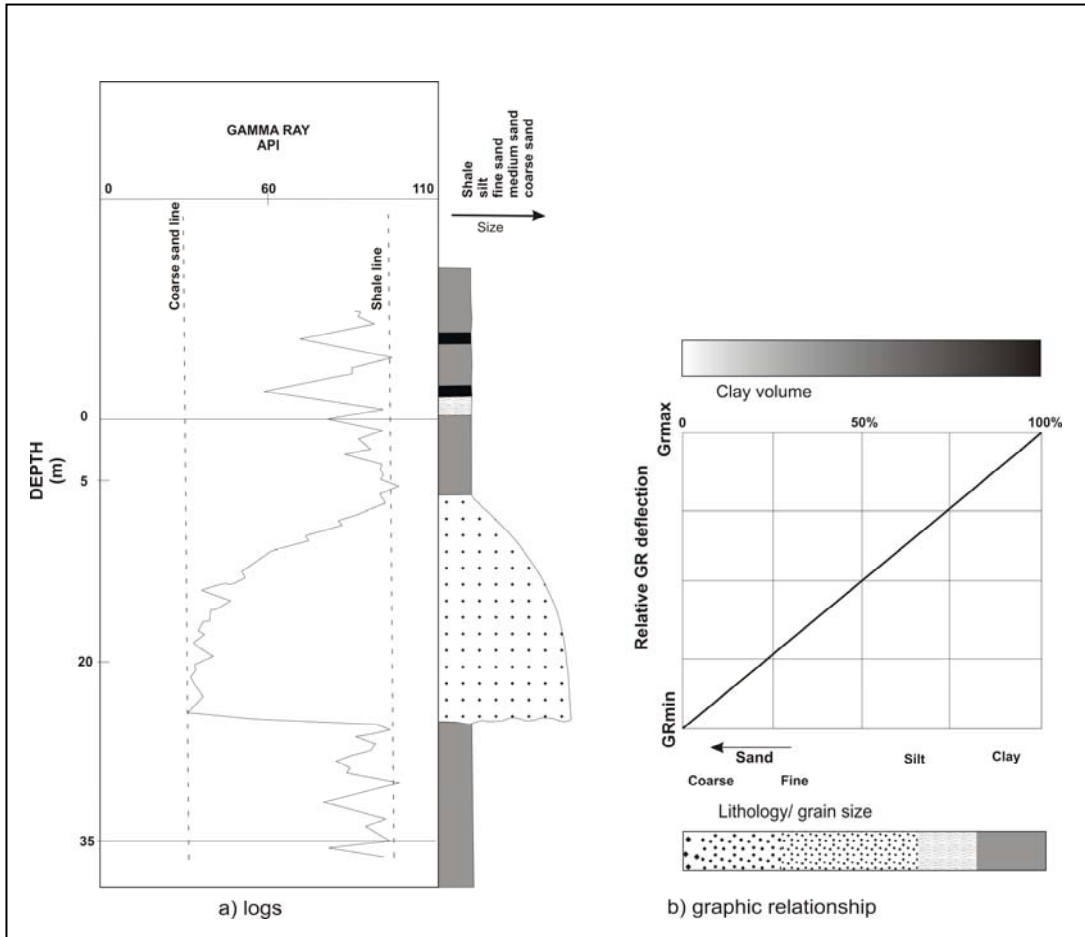 GAMMA RAY
API
0
60
110
Shale
silt
fine sand
medium sand
coarse sand
Size
Coarse sand line
Shale line
DEPTH
(m)
0
5
20
35
a) logs
Clay volume
0
50%
100%
Grmax
Relative GR deflection
GRmin
Sand
Silt
Clay
Coarse
Fine
Lithology/ grain size
b) graphic relationship